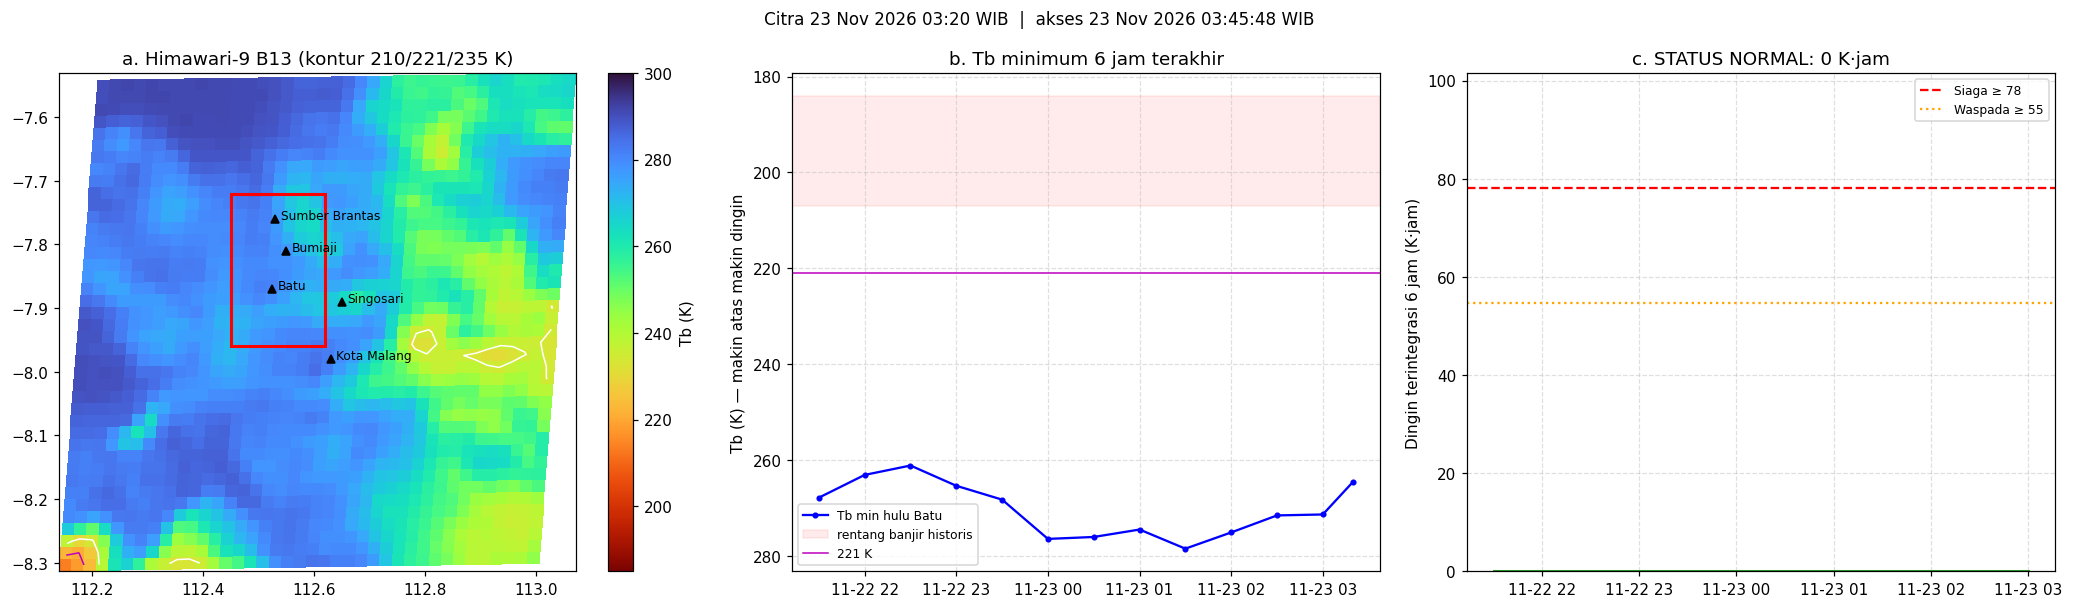 Citra 23 Nov 2026 03:20 WIB | akses 23 Nov 2026 03:45:48 WIB
a. Himawari-9 B13 (kontur 210/221/235 K)
−7.6
−7.7
−7.8
−7.9
−8.0
−8.1
−8.2
−8.3
112.2
112.4
112.6
112.8
113.0
Sumber Brantas
Bumiaji
Batu
Singosari
Kota Malang
300
280
260
240
220
200
Tb (K)
b. Tb minimum 6 jam terakhir
Tb (K) — makin atas makin dingin
180
200
220
240
260
280
Tb min hulu Batu
rentang banjir historis
221 K
11-22 22
11-22 23
11-23 00
11-23 01
11-23 02
11-23 03
c. STATUS NORMAL: 0 K·jam
Dingin terintegrasi 6 jam (K·jam)
100
80
60
40
20
0
Siaga ≥ 78
Waspada ≥ 55
11-22 22
11-22 23
11-23 00
11-23 01
11-23 02
11-23 03